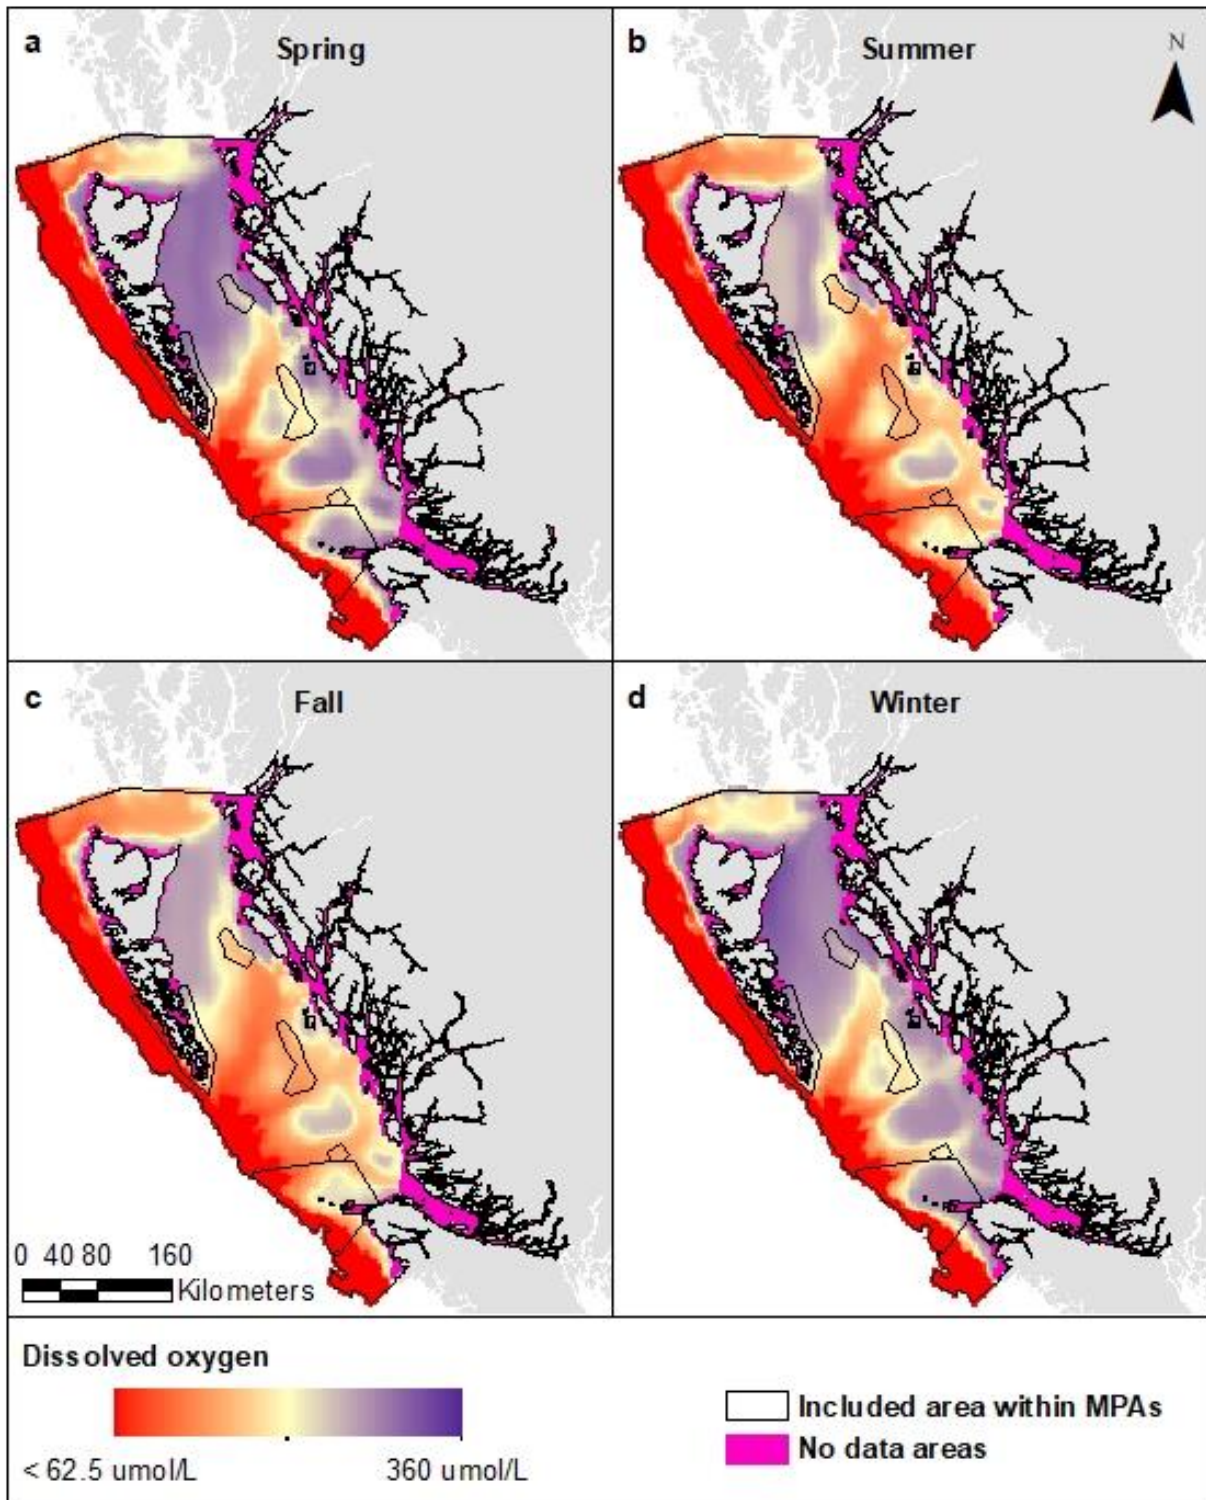 a
Spring
b
Summer
N
c
Fall
d
Winter
0 40 80 160
Kilometers
Dissolved oxygen
< 62.5 umol/L
360 umol/L
Included area within MPAs
No data areas